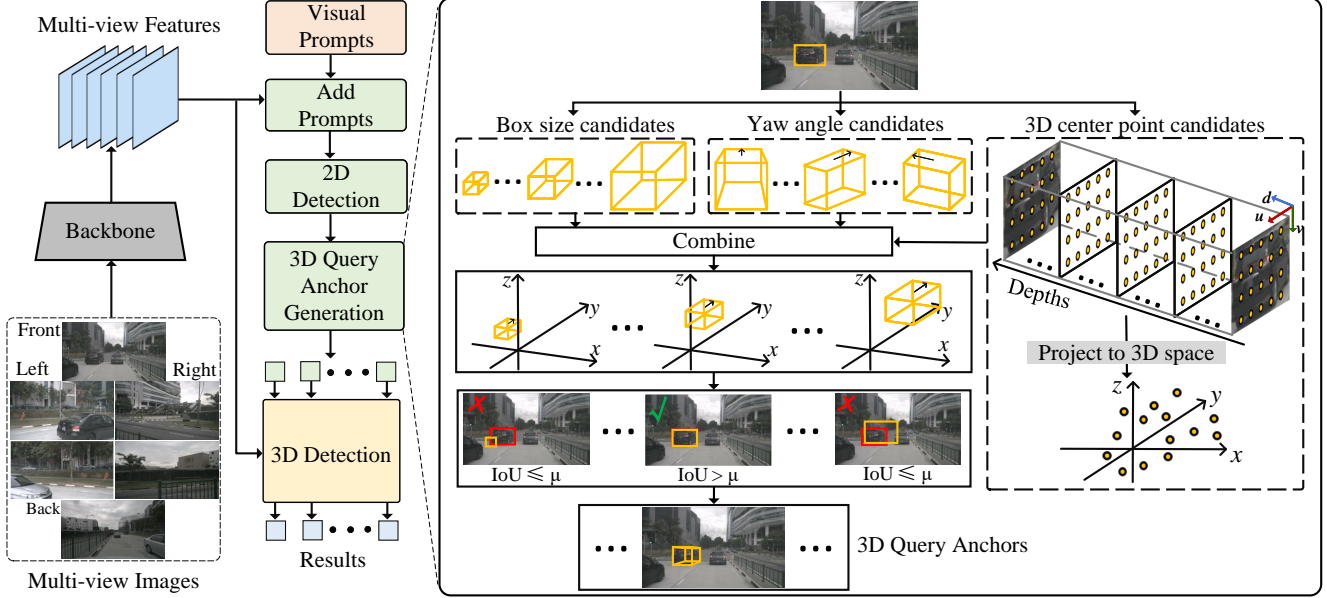 Multi-view Features
Visual
Prompts
Add
Prompts
2D
Detection
Backbone
3D Query
Anchor
Generation
Front
Left
Right
Back
3D Detection
Results
Multi-view Images
Box size candidates
Yaw angle candidates
3D center point candidates
d
u
v
Combine
Depths
z
y
x
z
y
x
z
y
x
Project to 3D space
z
y
x
IoU ≤ μ
IoU > μ
IoU ≤ μ
3D Query Anchors